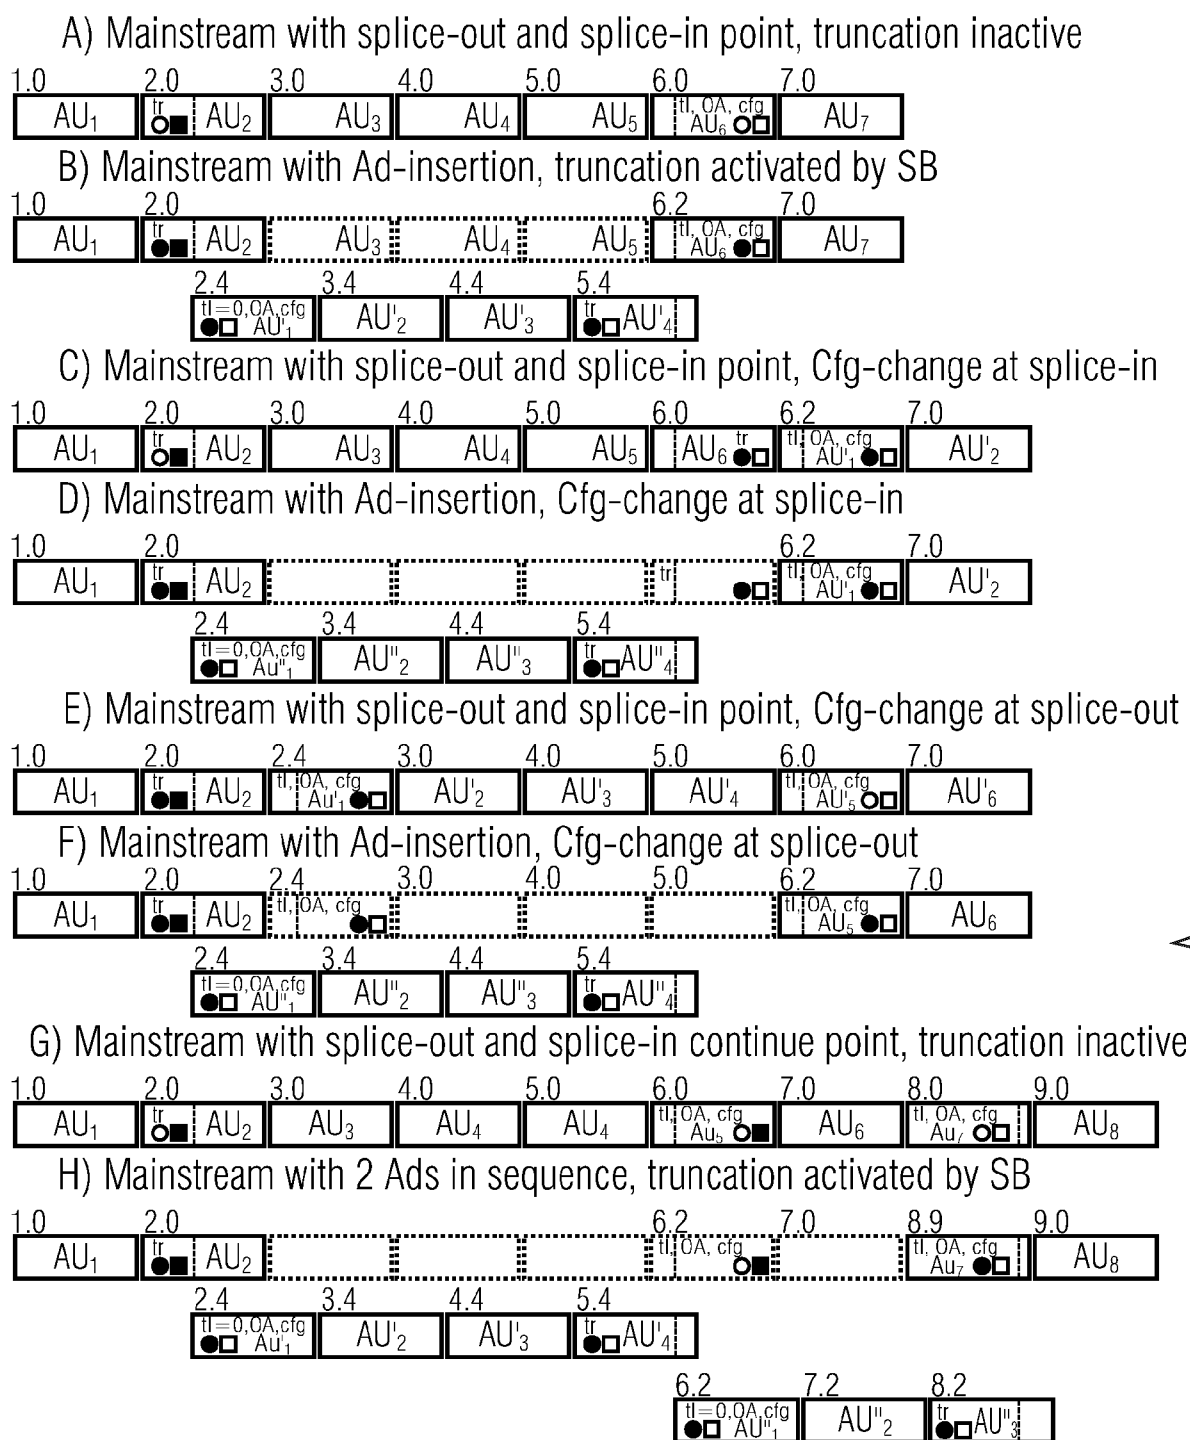 A) Mainstream with splice-out and splice-in point, truncation inactive
1.0 2.0 3.0 4.0 5.0 6.0 7.0
tr tl, OA, cfg
AU₁ AU₂ AU₃ AU₄ AU₅ AU₆ AU₇
B) Mainstream with Ad-insertion, truncation activated by SB
1.0 2.0 6.2 7.0
tr tl, OA, cfg
AU₁ AU₂ AU₃ AU₄ AU₅ AU₆ AU₇
2.4 3.4 4.4 5.4
tl=0,OA,cfg tr
AU'₁ AU'₂ AU'₃ AU'₄
C) Mainstream with splice-out and splice-in point, Cfg-change at splice-in
1.0 2.0 3.0 4.0 5.0 6.0 6.2 7.0
tr tr tl, OA, cfg
AU₁ AU₂ AU₃ AU₄ AU₅ AU₆ AU'₁ AU'₂
D) Mainstream with Ad-insertion, Cfg-change at splice-in
1.0 2.0 6.2 7.0
tr tr tl, OA, cfg
AU₁ AU₂ AU'₁ AU'₂
2.4 3.4 4.4 5.4
tl=0,OA,cfg tr
Au"₁ AU"₂ AU"₃ AU"₄
E) Mainstream with splice-out and splice-in point, Cfg-change at splice-out
1.0 2.0 2.4 3.0 4.0 5.0 6.0 7.0
tr tl, OA, cfg tl, OA, cfg
AU₁ AU₂ Au'₁ AU'₂ AU'₃ AU'₄ AU'₅ AU'₆
F) Mainstream with Ad-insertion, Cfg-change at splice-out
1.0 2.0 2.4 3.0 4.0 5.0 6.2 7.0
tr tl, OA, cfg tl, OA, cfg
AU₁ AU₂ AU₅ AU₆
2.4 3.4 4.4 5.4
tl=0,OA,cfg tr
AU"₁ AU"₂ AU"₃ AU"₄
G) Mainstream with splice-out and splice-in continue point, truncation inactive
1.0 2.0 3.0 4.0 5.0 6.0 7.0 8.0 9.0
tr tl, OA, cfg tl, OA, cfg
AU₁ AU₂ AU₃ AU₄ AU₄ Au₅ AU₆ Au₇ AU₈
H) Mainstream with 2 Ads in sequence, truncation activated by SB
1.0 2.0 6.2 7.0 8.9 9.0
tr tl, OA, cfg tl, OA, cfg
AU₁ AU₂ Au₇ AU₈
2.4 3.4 4.4 5.4
tl=0,OA,cfg tr
Au'₁ AU'₂ AU'₃ AU'₄
6.2 7.2 8.2
tl=0,OA,cfg tr
AU"₁ AU"₂ AU"₃